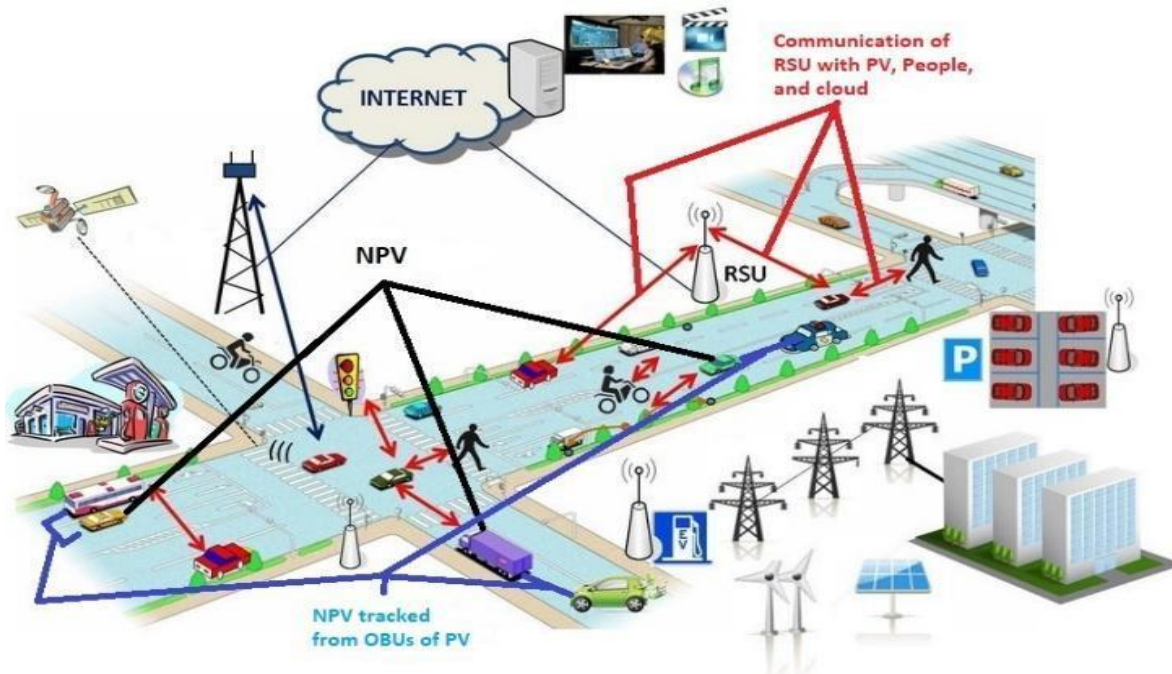 Communication of
RSU with PV, People,
and cloud
INTERNET
NPV
RSU
P
EV
NPV tracked
from OBUs of PV